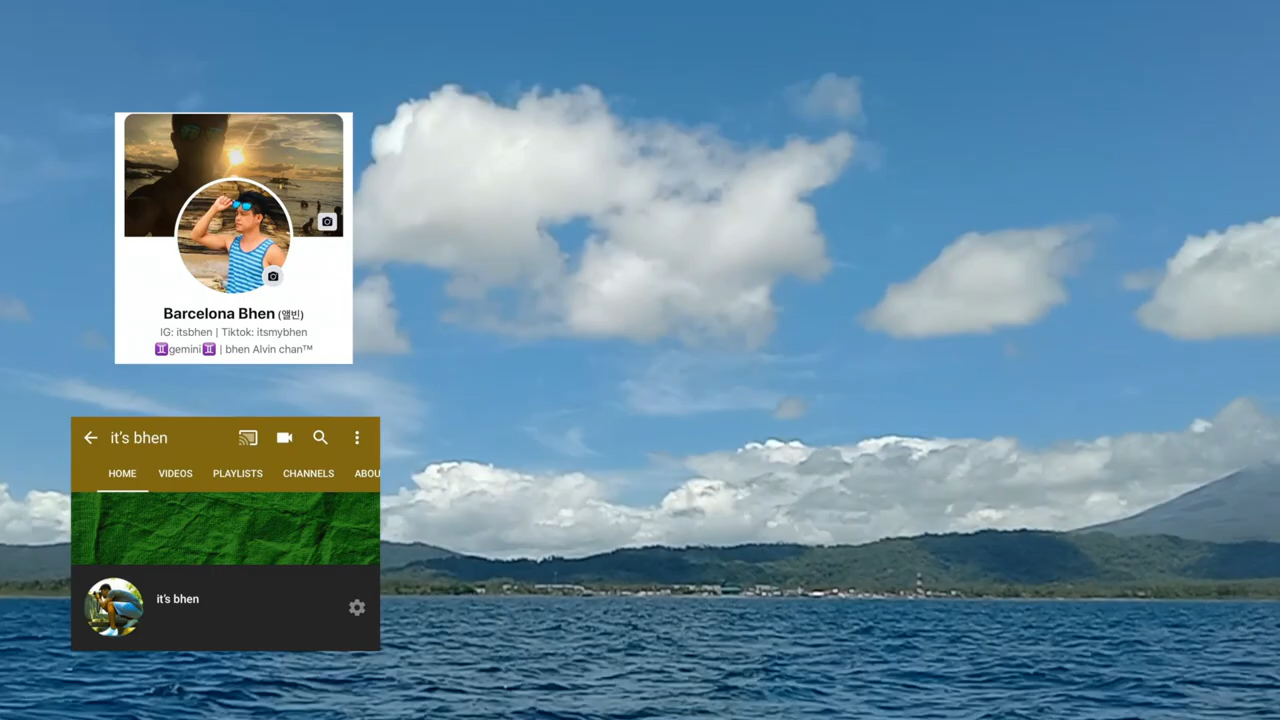 Barcelona Bhen (앨빈)
IG: itsbhen | Tiktok: itsmybhen
♊gemini♊ | bhen Alvin chan™
it's bhen
HOME VIDEOS PLAYLISTS CHANNELS ABOU
it's bhen